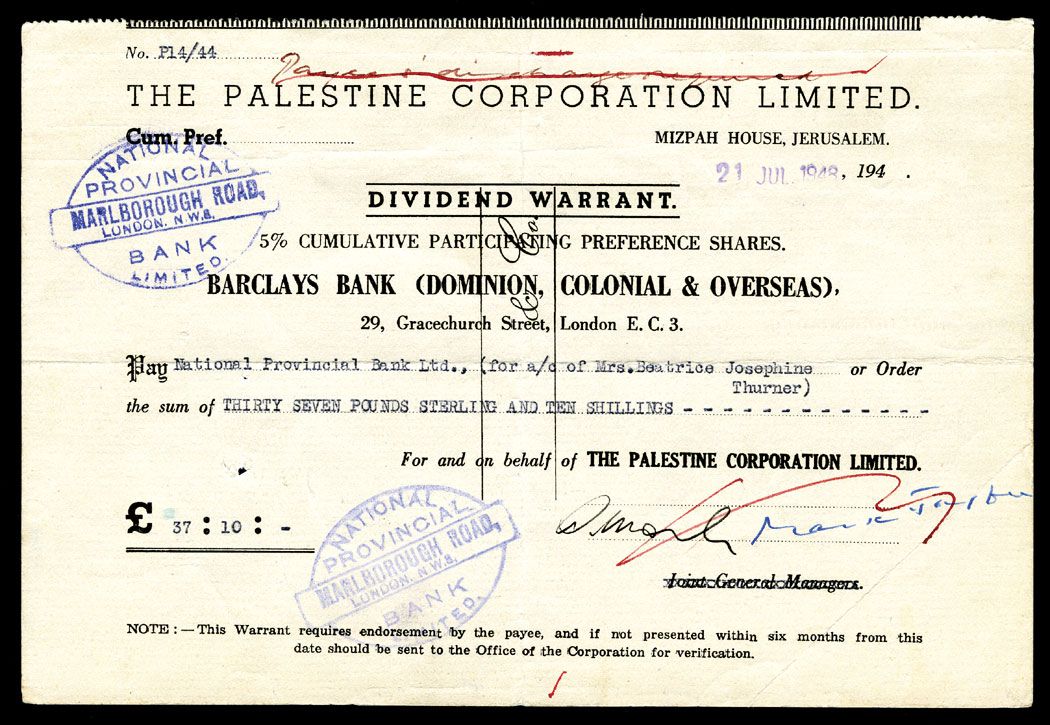 No. P14/44
Payee's discharge required
THE PALESTINE CORPORATION LIMITED.
Cum. Pref.
MIZPAH HOUSE, JERUSALEM.
21 JUL 1948, 194 .
NATIONAL
PROVINCIAL
MARLBOROUGH ROAD,
LONDON. N.W.8.
BANK
LIMITED.
DIVIDEND WARRANT.
& Co.
5% CUMULATIVE PARTICIPATING PREFERENCE SHARES.
BARCLAYS BANK (DOMINION, COLONIAL & OVERSEAS),
29, Gracechurch Street, London E. C. 3.
Pay National Provincial Bank Ltd., (for a/c of Mrs.Beatrice Josephine or Order
Thurner)
the sum of THIRTY SEVEN POUNDS STERLING AND TEN SHILLINGS - - - - - - - - - - - - - -
For and on behalf of THE PALESTINE CORPORATION LIMITED.
£ 37 : 10 : -
NATIONAL
PROVINCIAL
MARLBOROUGH ROAD,
LONDON. N.W.8.
BANK
LIMITED.
Joint General Managers.
NOTE :— This Warrant requires endorsement by the payee, and if not presented within six months from this
date should be sent to the Office of the Corporation for verification.